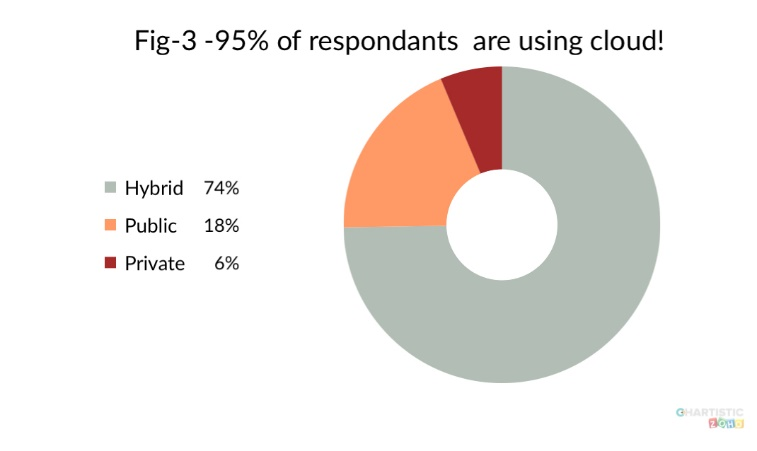 Fig-3 -95% of respondants are using cloud!
Hybrid 74%
Public 18%
Private 6%
CHARTISTIC
ZOHO